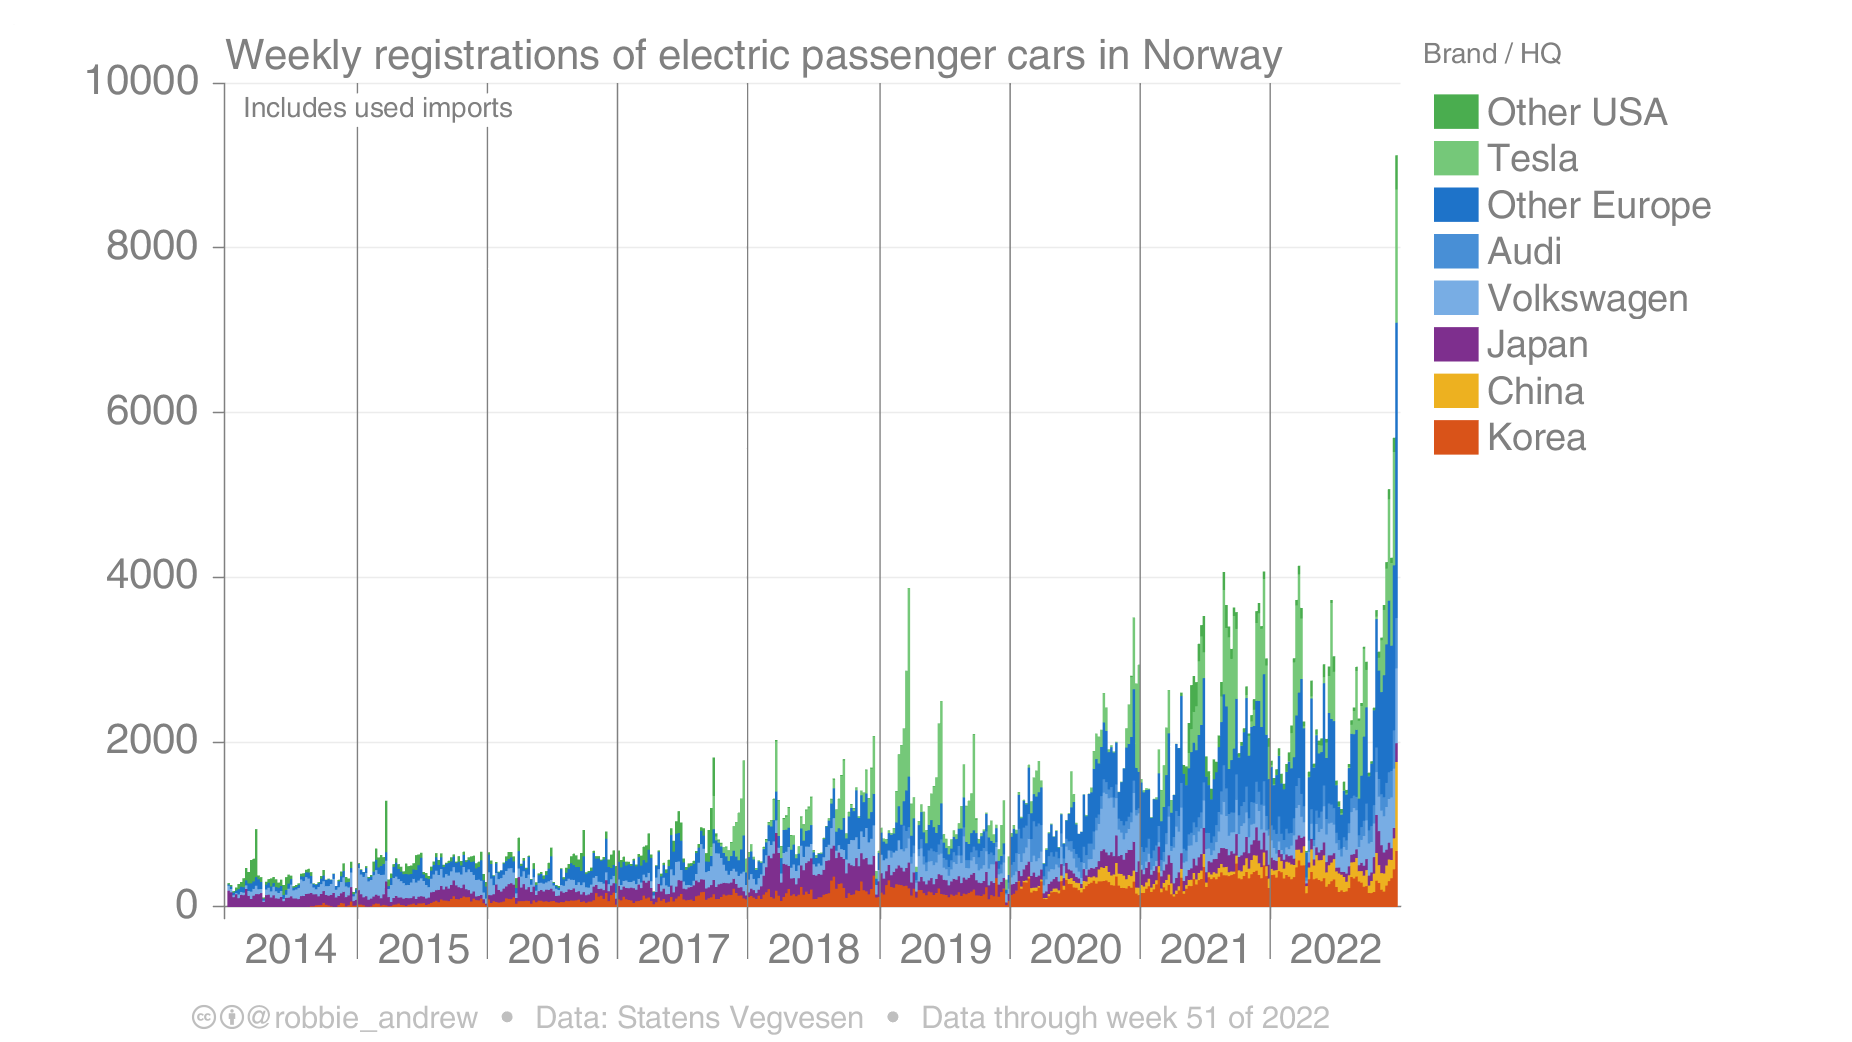 Weekly registrations of electric passenger cars in Norway
Includes used imports
10000
8000
6000
4000
2000
0
2014 2015 2016 2017 2018 2019 2020 2021 2022
Brand / HQ
Other USA
Tesla
Other Europe
Audi
Volkswagen
Japan
China
Korea
cc @robbie_andrew • Data: Statens Vegvesen • Data through week 51 of 2022